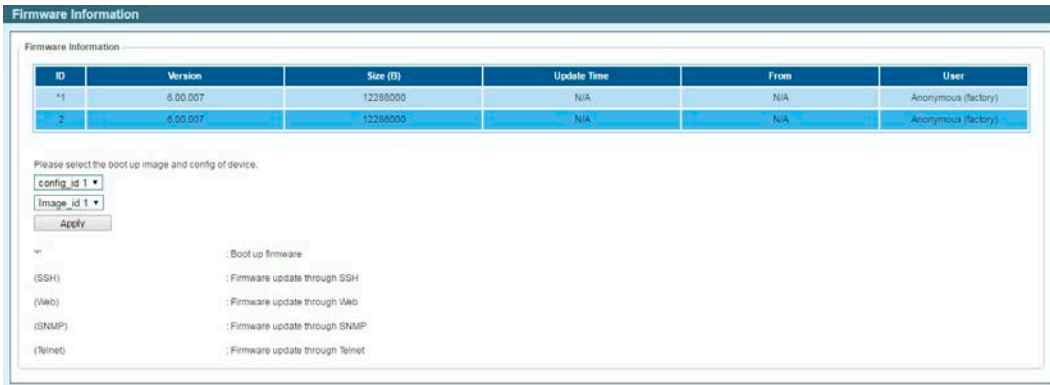 Firmware Information
Firmware Information
ID Version Size (B) Update Time From User
*1 6.00.007 12288000 N/A N/A Anonymous (factory)
2 6.00.007 12288000 N/A N/A Anonymous (factory)
Please select the boot up image and config of device.
config_id 1
Image_id 1
Apply
"*" : Boot up firmware
(SSH) : Firmware update through SSH
(Web) : Firmware update through Web
(SNMP) : Firmware update through SNMP
(Telnet) : Firmware update through Telnet